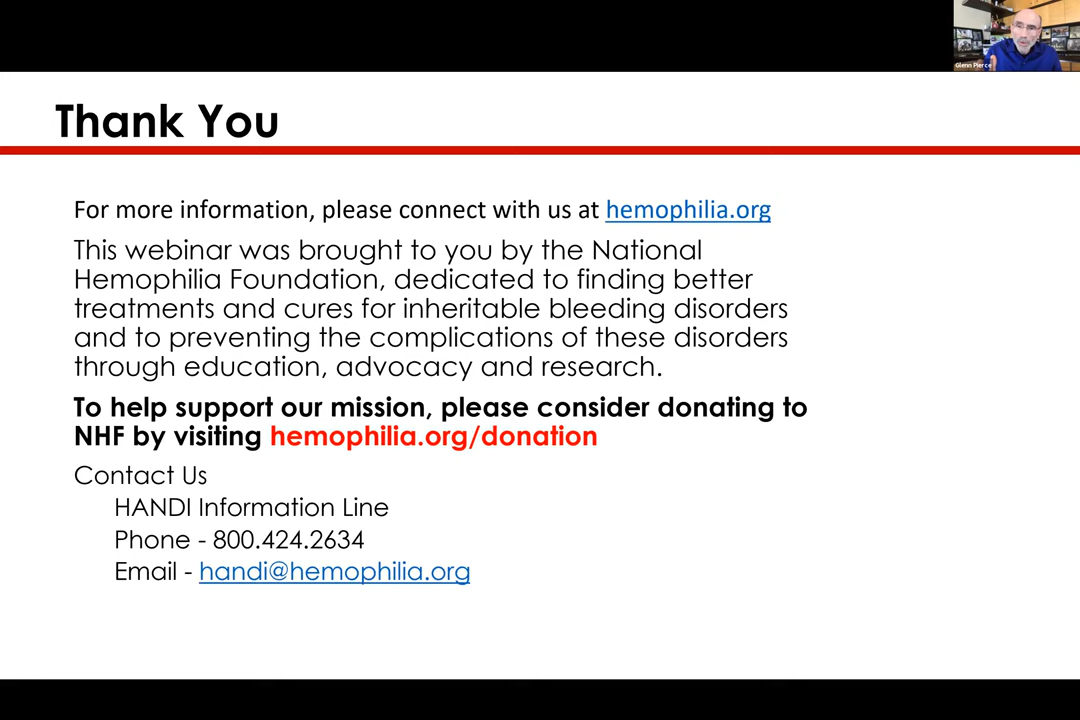 Glenn Pierce
Thank You
For more information, please connect with us at hemophilia.org
This webinar was brought to you by the National
Hemophilia Foundation, dedicated to finding better
treatments and cures for inheritable bleeding disorders
and to preventing the complications of these disorders
through education, advocacy and research.
To help support our mission, please consider donating to
NHF by visiting hemophilia.org/donation
Contact Us
HANDI Information Line
Phone - 800.424.2634
Email - handi@hemophilia.org